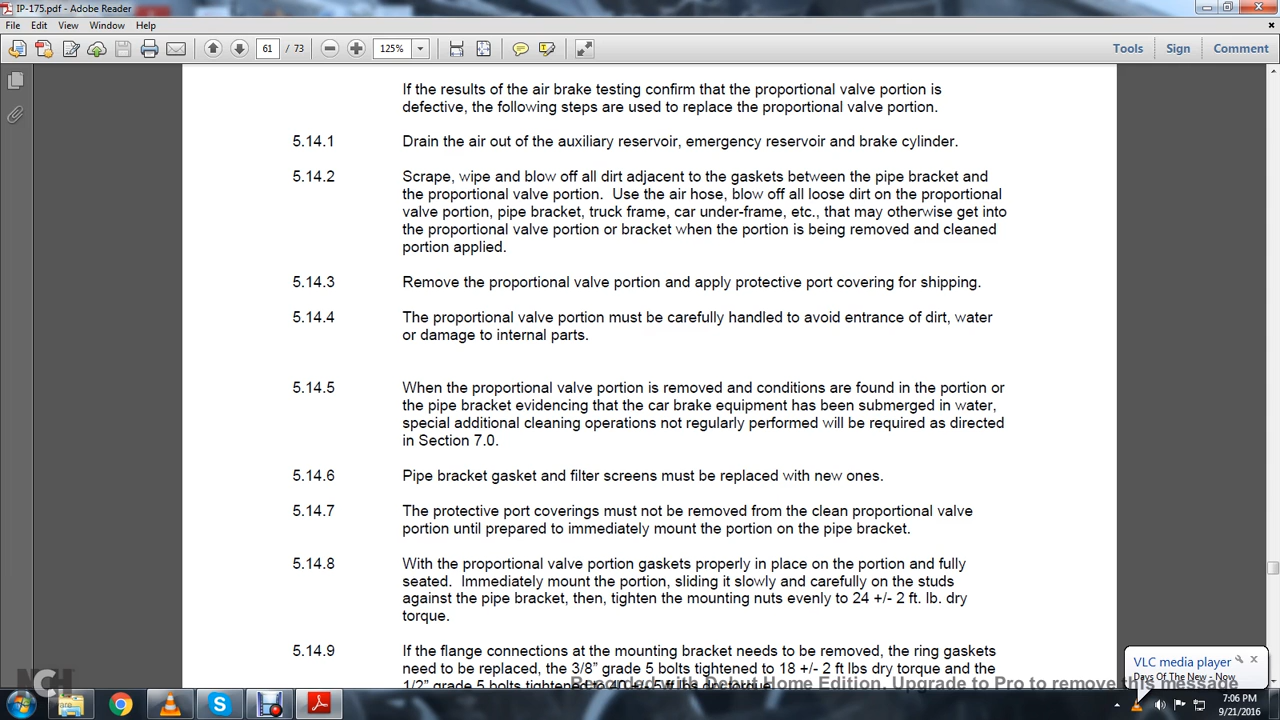 IP-175.pdf - Adobe Reader
File Edit View Window Help
61 / 73 125% Tools Sign Comment
If the results of the air brake testing confirm that the proportional valve portion is
defective, the following steps are used to replace the proportional valve portion.
5.14.1 Drain the air out of the auxiliary reservoir, emergency reservoir and brake cylinder.
5.14.2 Scrape, wipe and blow off all dirt adjacent to the gaskets between the pipe bracket and
the proportional valve portion. Use the air hose, blow off all loose dirt on the proportional
valve portion, pipe bracket, truck frame, car under-frame, etc., that may otherwise get into
the proportional valve portion or bracket when the portion is being removed and cleaned
portion applied.
5.14.3 Remove the proportional valve portion and apply protective port covering for shipping.
5.14.4 The proportional valve portion must be carefully handled to avoid entrance of dirt, water
or damage to internal parts.
5.14.5 When the proportional valve portion is removed and conditions are found in the portion or
the pipe bracket evidencing that the car brake equipment has been submerged in water,
special additional cleaning operations not regularly performed will be required as directed
in Section 7.0.
5.14.6 Pipe bracket gasket and filter screens must be replaced with new ones.
5.14.7 The protective port coverings must not be removed from the clean proportional valve
portion until prepared to immediately mount the portion on the pipe bracket.
5.14.8 With the proportional valve portion gaskets properly in place on the portion and fully
seated. Immediately mount the portion, sliding it slowly and carefully on the studs
against the pipe bracket, then, tighten the mounting nuts evenly to 24 +/- 2 ft. lb. dry
torque.
5.14.9 If the flange connections at the mounting bracket needs to be removed, the ring gaskets
need to be replaced, the 3/8” grade 5 bolts tightened to 18 +/- 2 ft lbs dry torque and the
1/2” grade 5 bolts tightened to 40 +/- 5 ft lbs dry torque.
VLC media player
Days Of The New - Now
Recorded with Debut Home Edition. Upgrade to Pro to remove this message
NCH
7:06 PM
9/21/2016